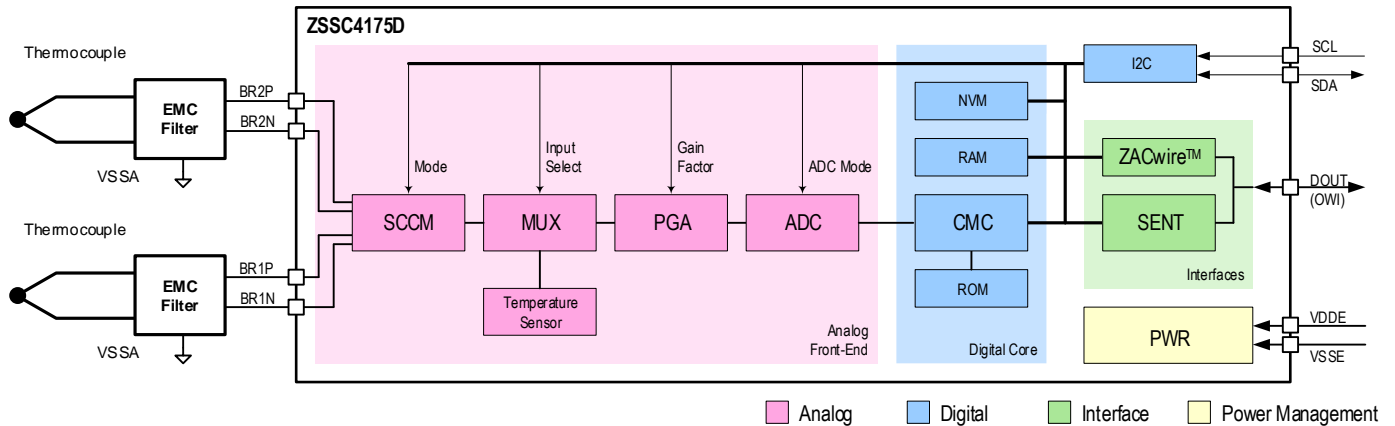 ZSSC4175D
Thermocouple
EMC
Filter
BR2P
BR2N
VSSA
Thermocouple
EMC
Filter
BR1P
BR1N
VSSA
Mode
Input
Select
Gain
Factor
ADC Mode
SCCM
MUX
PGA
ADC
Temperature
Sensor
Analog
Front-End
NVM
RAM
CMC
ROM
Digital Core
I2C
ZACwire™
SENT
Interfaces
PWR
SCL
SDA
DOUT
(OWI)
VDDE
VSSE
Analog
Digital
Interface
Power Management